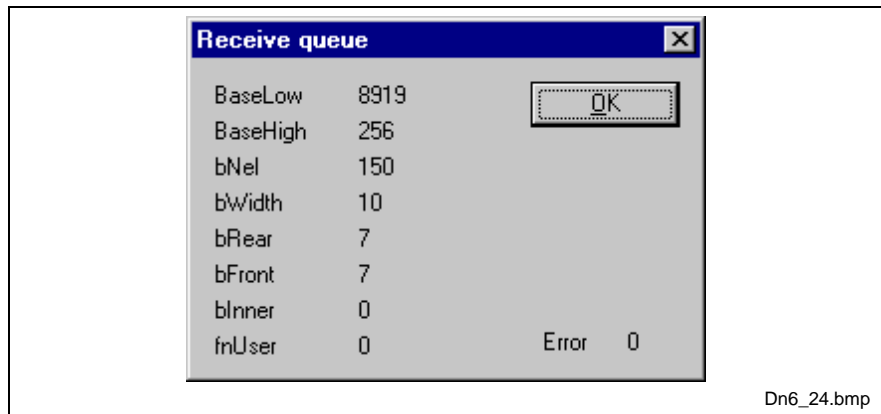 Receive queue
BaseLow 8919
OK
BaseHigh 256
bNel 150
bWidth 10
bRear 7
bFront 7
bInner 0
fnUser 0 Error 0
Dn6_24.bmp